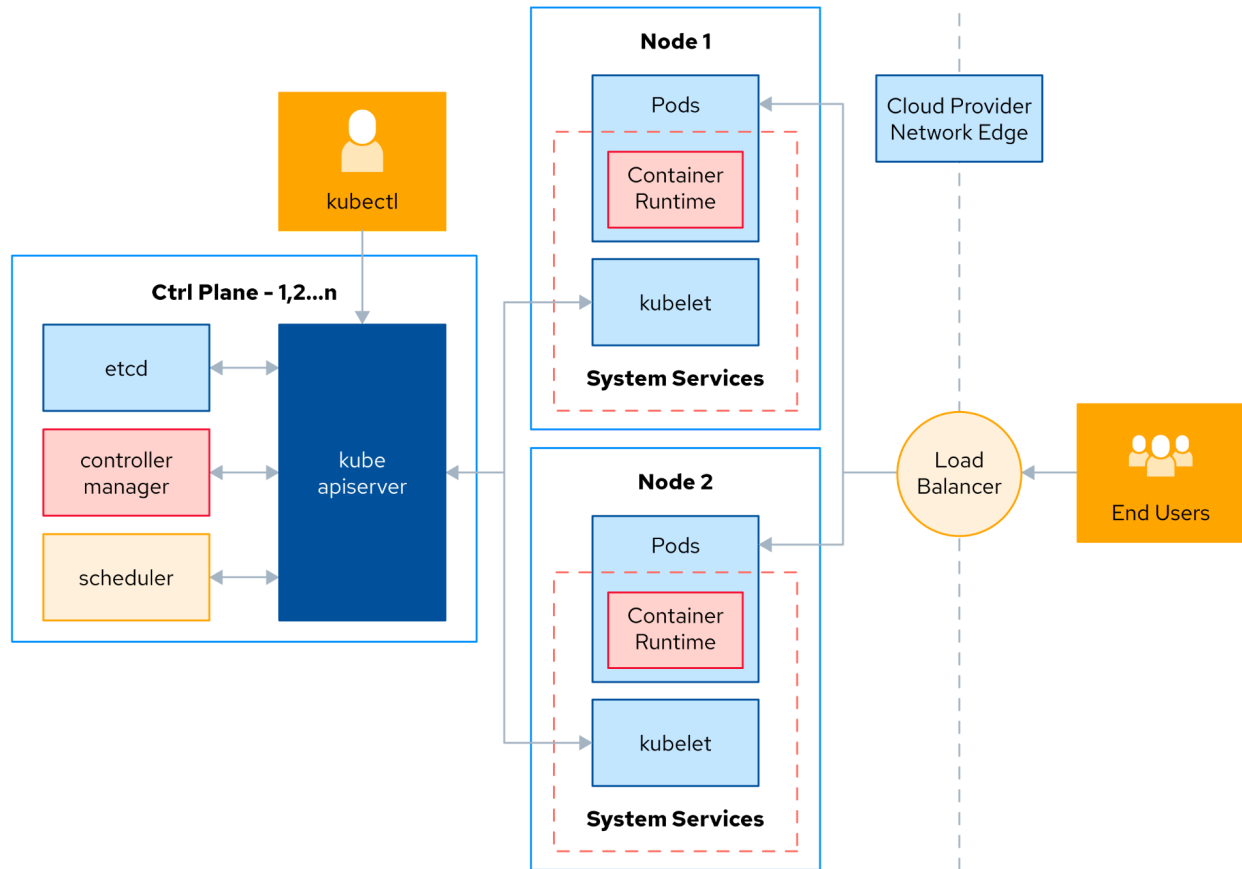 Node 1
Pods
Container
Runtime
kubelet
System Services
Cloud Provider
Network Edge
kubectl
Ctrl Plane - 1,2...n
etcd
controller
manager
scheduler
kube
apiserver
Node 2
Pods
Container
Runtime
kubelet
System Services
Load
Balancer
End Users